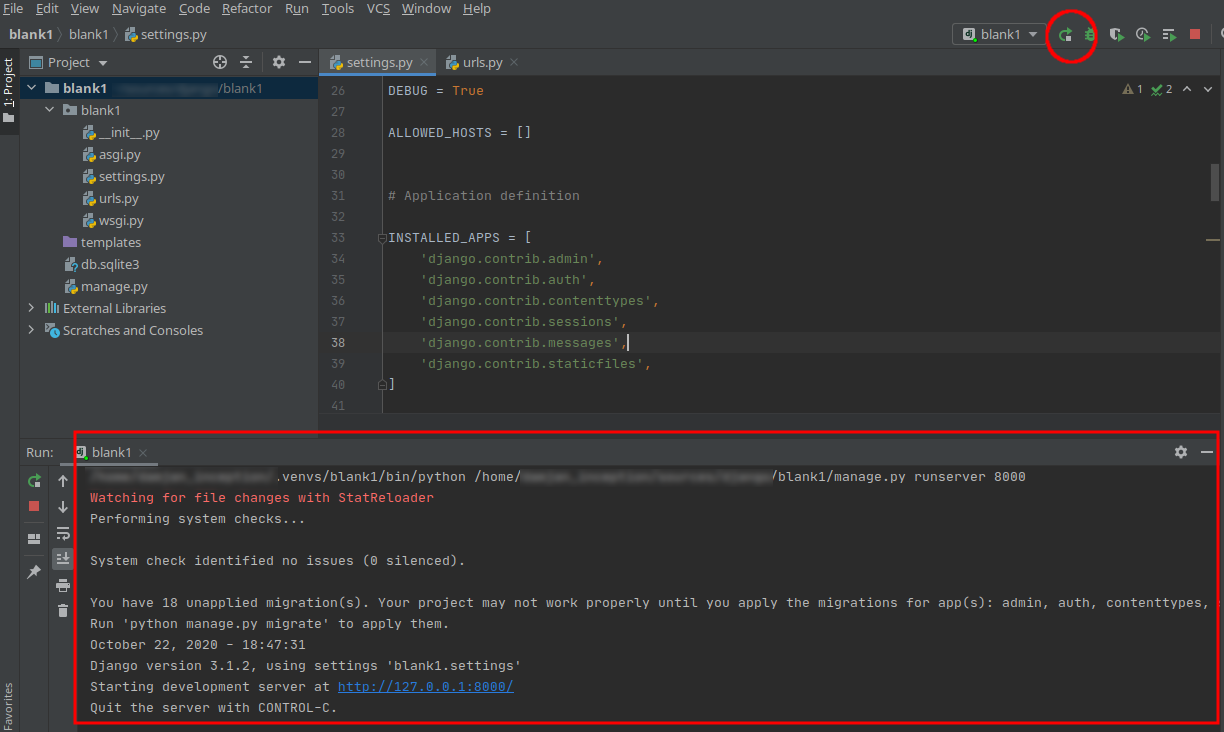 File Edit View Navigate Code Refactor Run Tools VCS Window Help
blank1 blank1 settings.py
blank1
1: Project
Project
settings.py urls.py
blank1 /blank1
blank1
__init__.py
asgi.py
settings.py
urls.py
wsgi.py
templates
db.sqlite3
manage.py
External Libraries
Scratches and Consoles
1 2
26 DEBUG = True
27
28 ALLOWED_HOSTS = []
29
30
31 # Application definition
32
33 INSTALLED_APPS = [
34 'django.contrib.admin',
35 'django.contrib.auth',
36 'django.contrib.contenttypes',
37 'django.contrib.sessions',
38 'django.contrib.messages',
39 'django.contrib.staticfiles',
40 ]
41
Run: blank1
.venvs/blank1/bin/python /home/ /blank1/manage.py runserver 8000
Watching for file changes with StatReloader
Performing system checks...
System check identified no issues (0 silenced).
You have 18 unapplied migration(s). Your project may not work properly until you apply the migrations for app(s): admin, auth, contenttypes,
Run 'python manage.py migrate' to apply them.
October 22, 2020 - 18:47:31
Django version 3.1.2, using settings 'blank1.settings'
Starting development server at http://127.0.0.1:8000/
Quit the server with CONTROL-C.
Favorites